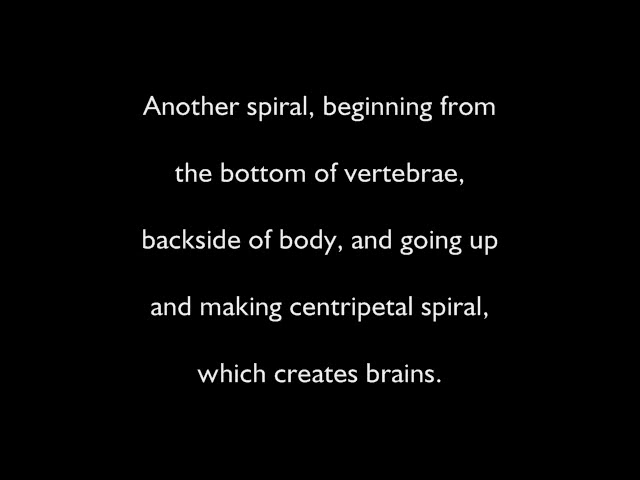 Another spiral, beginning from
the bottom of vertebrae,
backside of body, and going up
and making centripetal spiral,
which creates brains.